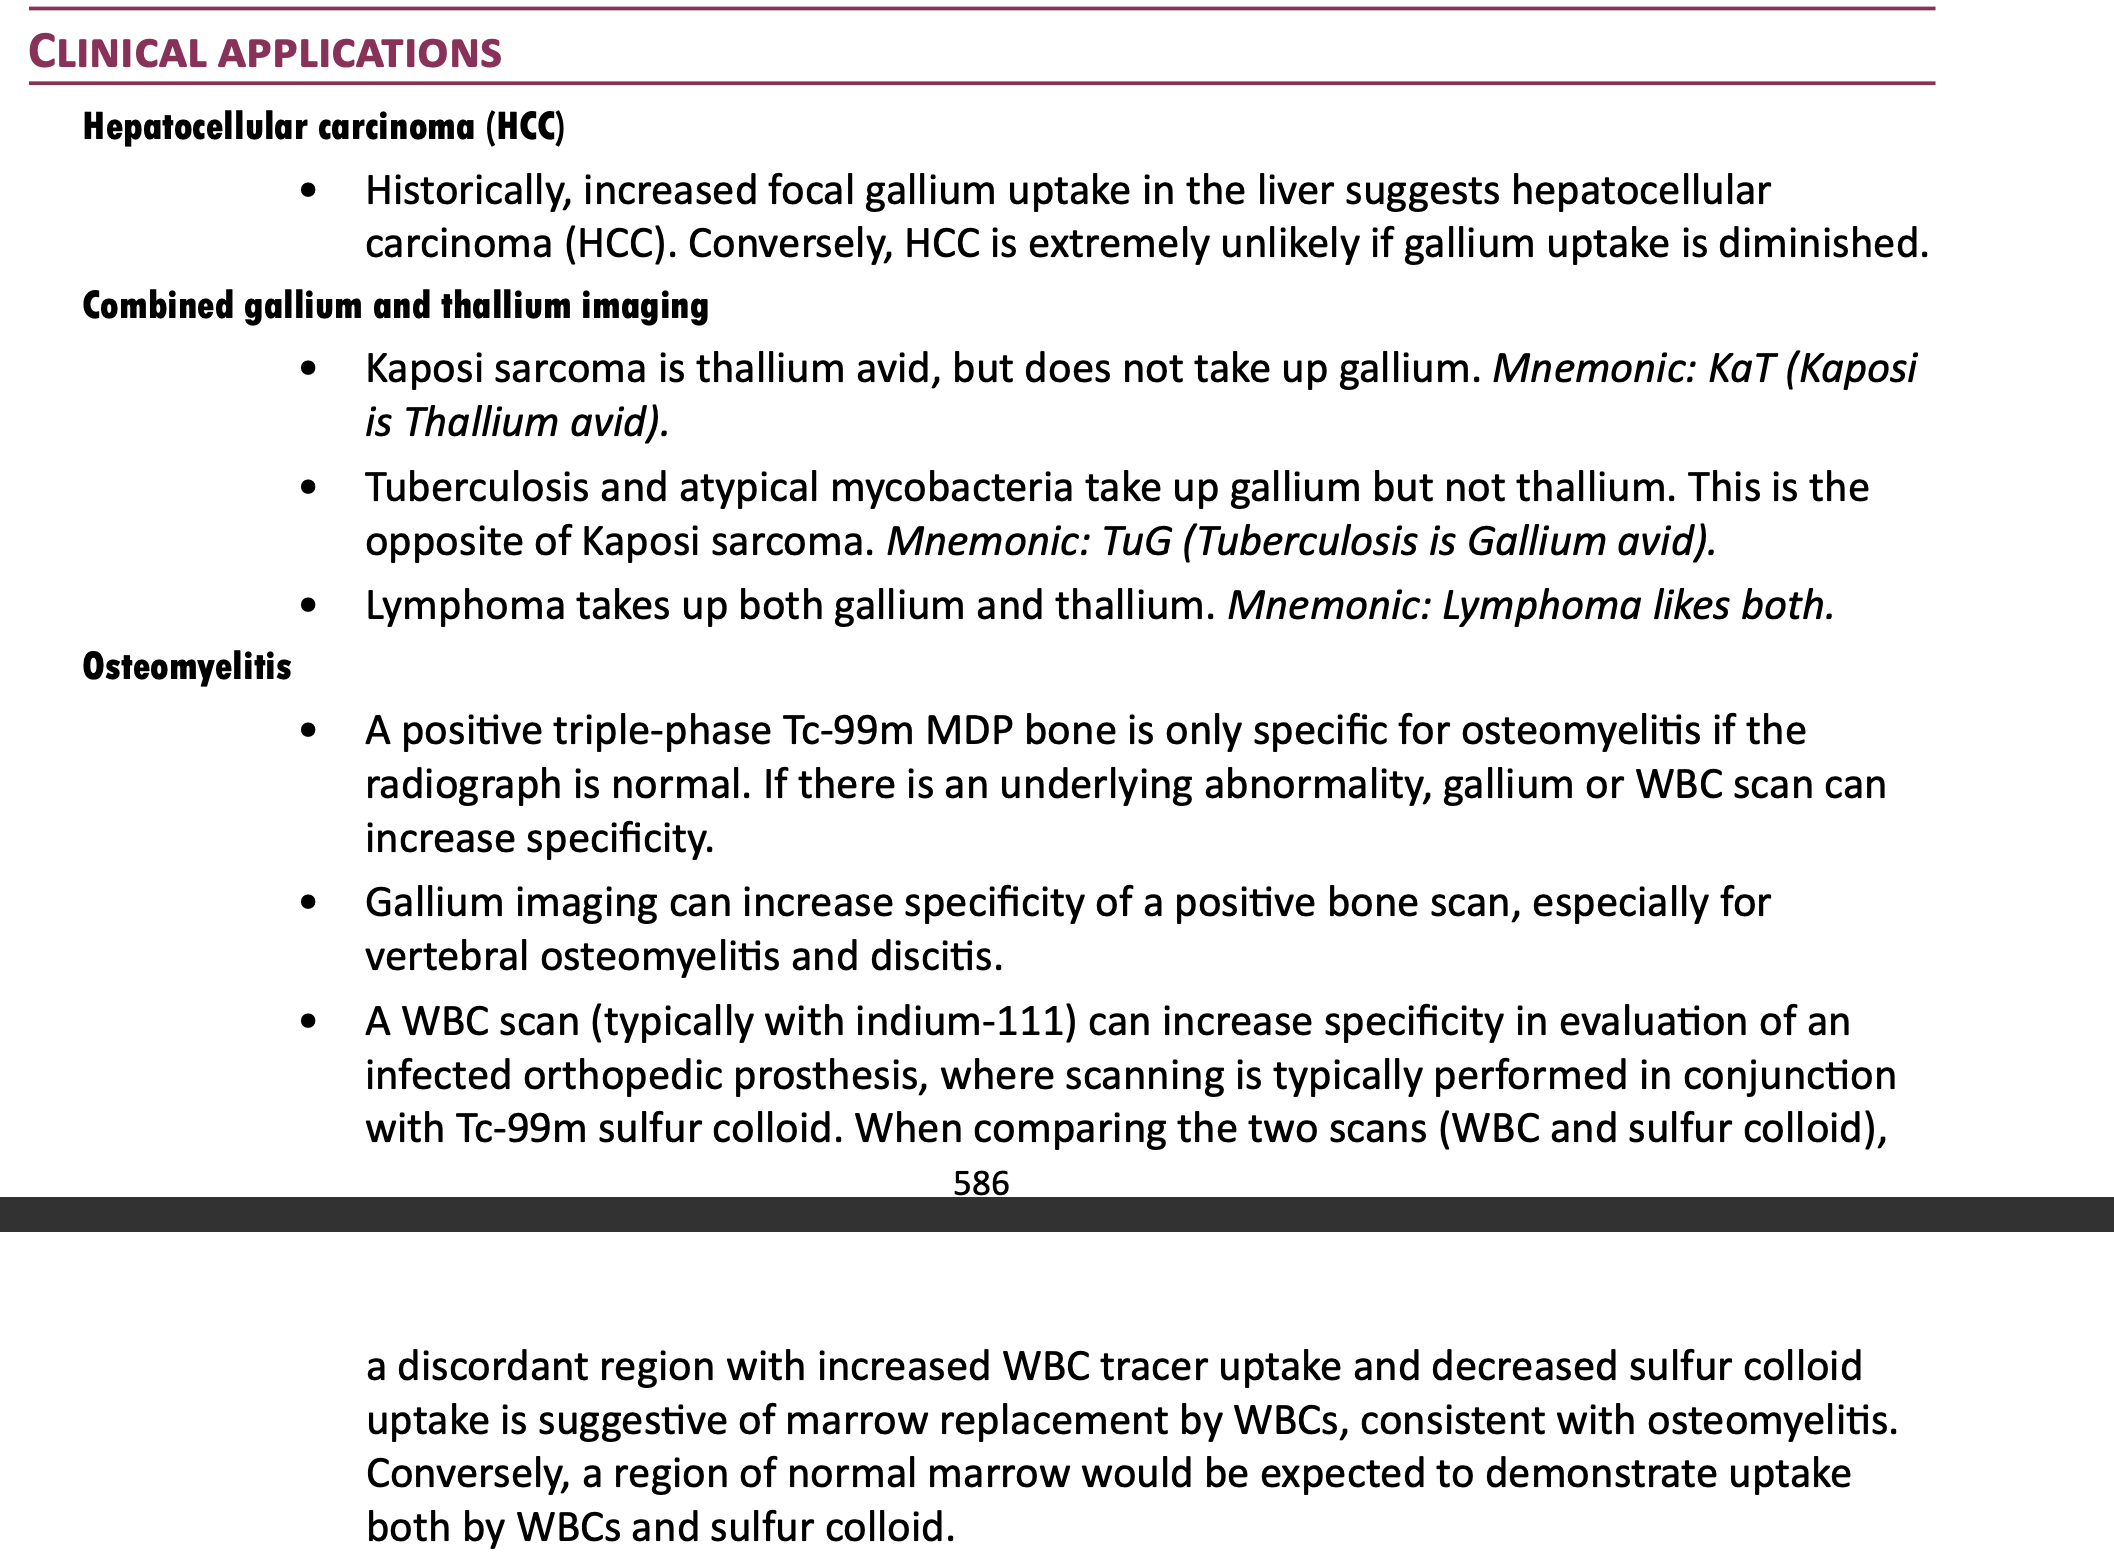 CLINICAL APPLICATIONS
Hepatocellular carcinoma (HCC)
• Historically, increased focal gallium uptake in the liver suggests hepatocellular
carcinoma (HCC). Conversely, HCC is extremely unlikely if gallium uptake is diminished.
Combined gallium and thallium imaging
• Kaposi sarcoma is thallium avid, but does not take up gallium. Mnemonic: KaT (Kaposi
is Thallium avid).
• Tuberculosis and atypical mycobacteria take up gallium but not thallium. This is the
opposite of Kaposi sarcoma. Mnemonic: TuG (Tuberculosis is Gallium avid).
• Lymphoma takes up both gallium and thallium. Mnemonic: Lymphoma likes both.
Osteomyelitis
• A positive triple-phase Tc-99m MDP bone is only specific for osteomyelitis if the
radiograph is normal. If there is an underlying abnormality, gallium or WBC scan can
increase specificity.
• Gallium imaging can increase specificity of a positive bone scan, especially for
vertebral osteomyelitis and discitis.
• A WBC scan (typically with indium-111) can increase specificity in evaluation of an
infected orthopedic prosthesis, where scanning is typically performed in conjunction
with Tc-99m sulfur colloid. When comparing the two scans (WBC and sulfur colloid),
586
a discordant region with increased WBC tracer uptake and decreased sulfur colloid
uptake is suggestive of marrow replacement by WBCs, consistent with osteomyelitis.
Conversely, a region of normal marrow would be expected to demonstrate uptake
both by WBCs and sulfur colloid.